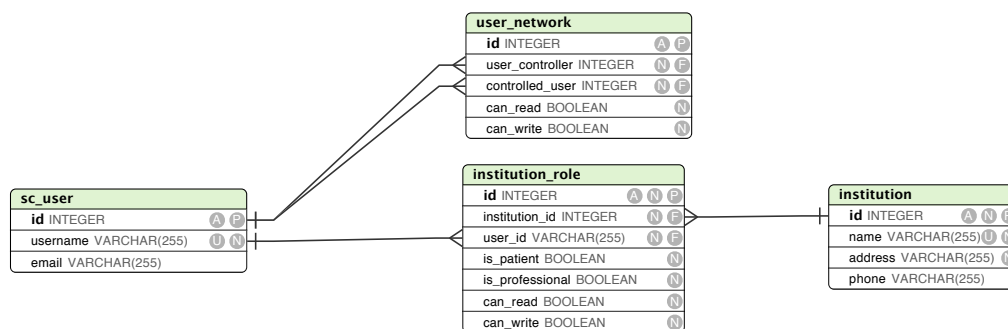 user_network
id INTEGER A P
user_controller INTEGER N F
controlled_user INTEGER N F
can_read BOOLEAN N
can_write BOOLEAN N
sc_user
id INTEGER A P
username VARCHAR(255) U N
email VARCHAR(255)
institution_role
id INTEGER A N P
institution_id INTEGER N F
user_id VARCHAR(255) N F
is_patient BOOLEAN N
is_professional BOOLEAN N
can_read BOOLEAN N
can_write BOOLEAN N
institution
id INTEGER A N P
name VARCHAR(255) U N
address VARCHAR(255) N
phone VARCHAR(255)